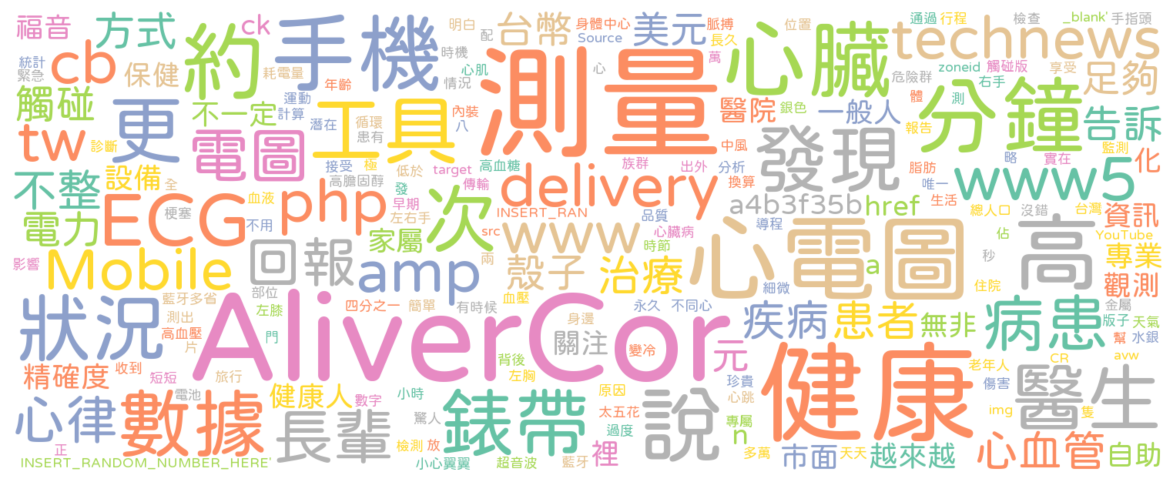 福音
方式
ck
約
手機
明白
配
台幣
身體中心
Source
美元
脈搏
長久
萬
心臟
通過
行程
檢查
_blank'
手指頭
位置
technews
統計
緊急
cb
保健
耗電量
時機
心肌
情況
測量
zoneid
觸碰版
享受
危險群
右手
足夠
觸碰
更
不一定
年齡
運動
計算
工具
內裝
八
醫院
銀色
一般人
體
測
分鐘
告訴
報告
監測
tw
診斷
電圖
潛在
循環
患有
中風
發現
脂肪
略
實在
化
不整
設備
接受
極
低於
高血糖
族群
出外
分析
唯一
www5
高膽固醇
發
傳輸
target
換算
生活
全
血液
早期
delivery
a4b3f35b
href
總人口
沒錯
台灣
資訊
電力
ECG
梗塞
不用
php
左右手
次
INSERT_RAN
品質
導程
佔
YouTube
家屬
src
www
心臟病
心
時節
心電圖
秒
高
專業
影響
Mobile
回報
amp
兩
殼子
治療
a
觀測
部位
血壓
細微
住院
金屬
藍牙多省
左膝
四分之一
簡單
有時候
永久
不同心
狀況
測出
高血壓
門
AliverCor
身邊
疾病
患者
無非
病患
版子
天氣
幫
水銀
片
關注
變冷
元
精確度
收到
短短
旅行
背後
左胸
珍貴
健康
老年人
CR
avw
電池
健康人
數字
小時
原因
心跳
傷害
醫生
心律
數據
長輩
驚人
錶帶
太五花
說
專屬
img
隻
過度
n
正
檢測
放
裡
多萬
市面
天天
越來越
心血管
自助
INSERT_RANDOM_NUMBER_HERE'
小心翼翼
超音波
藍牙